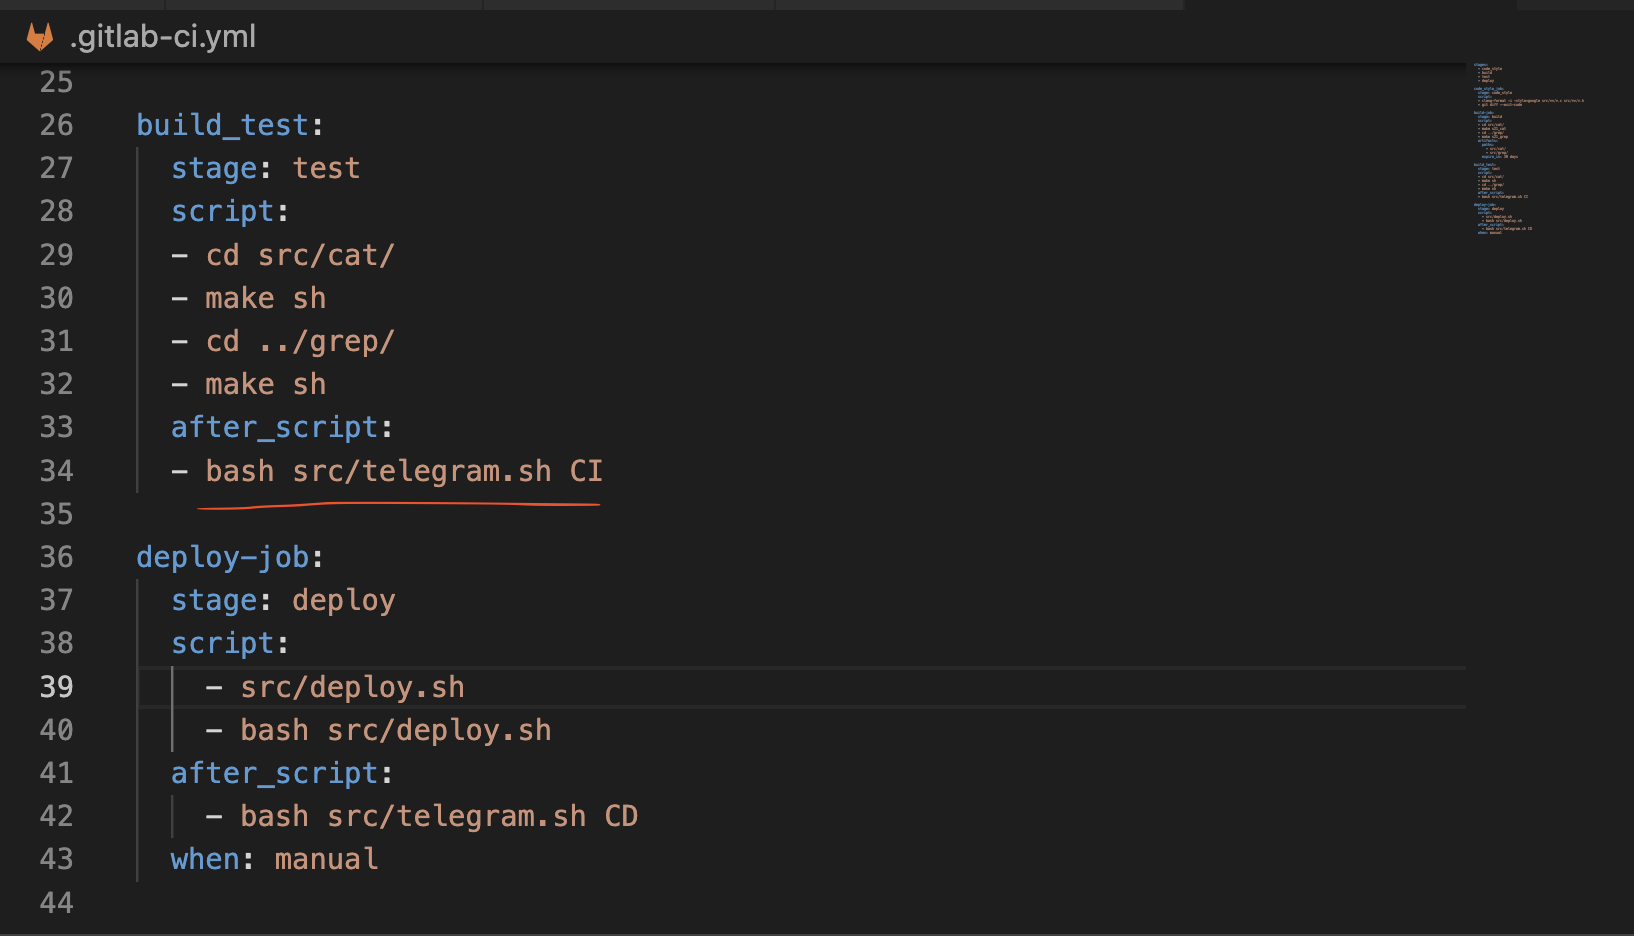 .gitlab-ci.yml
25
26 build_test:
27 stage: test
28 script:
29 - cd src/cat/
30 - make sh
31 - cd ../grep/
32 - make sh
33 after_script:
34 - bash src/telegram.sh CI
35
36 deploy-job:
37 stage: deploy
38 script:
39 - src/deploy.sh
40 - bash src/deploy.sh
41 after_script:
42 - bash src/telegram.sh CD
43 when: manual
44